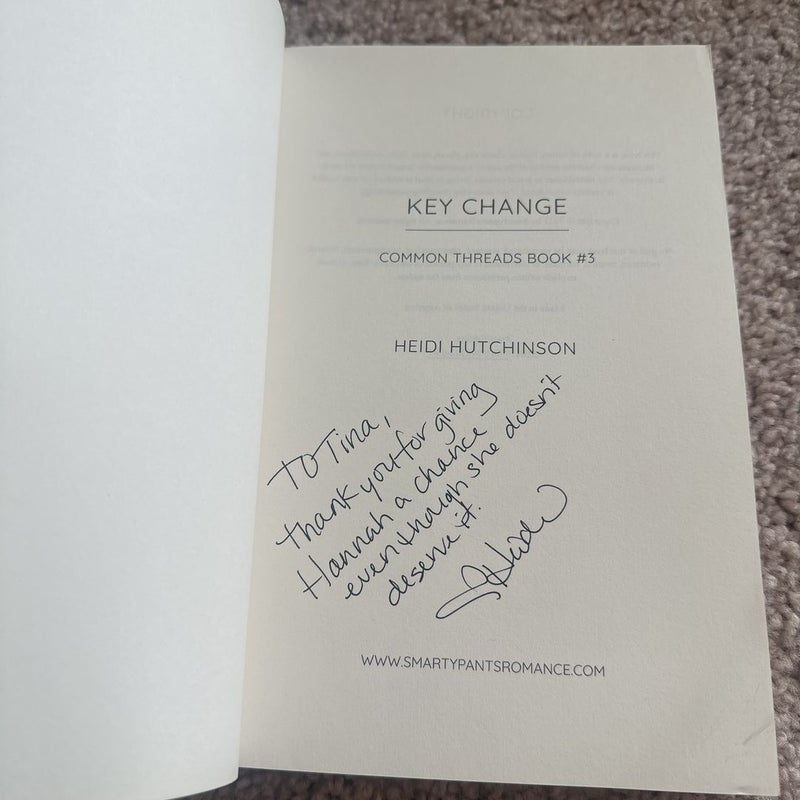 KEY CHANGE
COMMON THREADS BOOK #3
HEIDI HUTCHINSON
TO Tina,
thank you for giving
Hannah a chance
even though she doesn't
deserve it.
Heidi
WWW.SMARTYPANTSROMANCE.COM